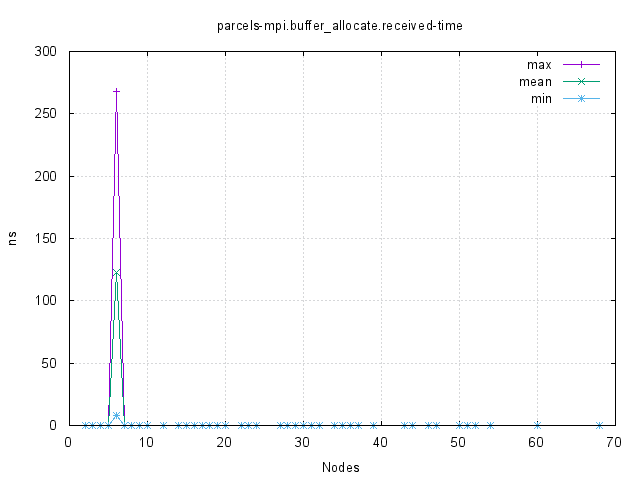 parcels-mpi.buffer_allocate.received-time
300
250
200
150
100
50
0
ns
max
mean
min
0 10 20 30 40 50 60 70
Nodes